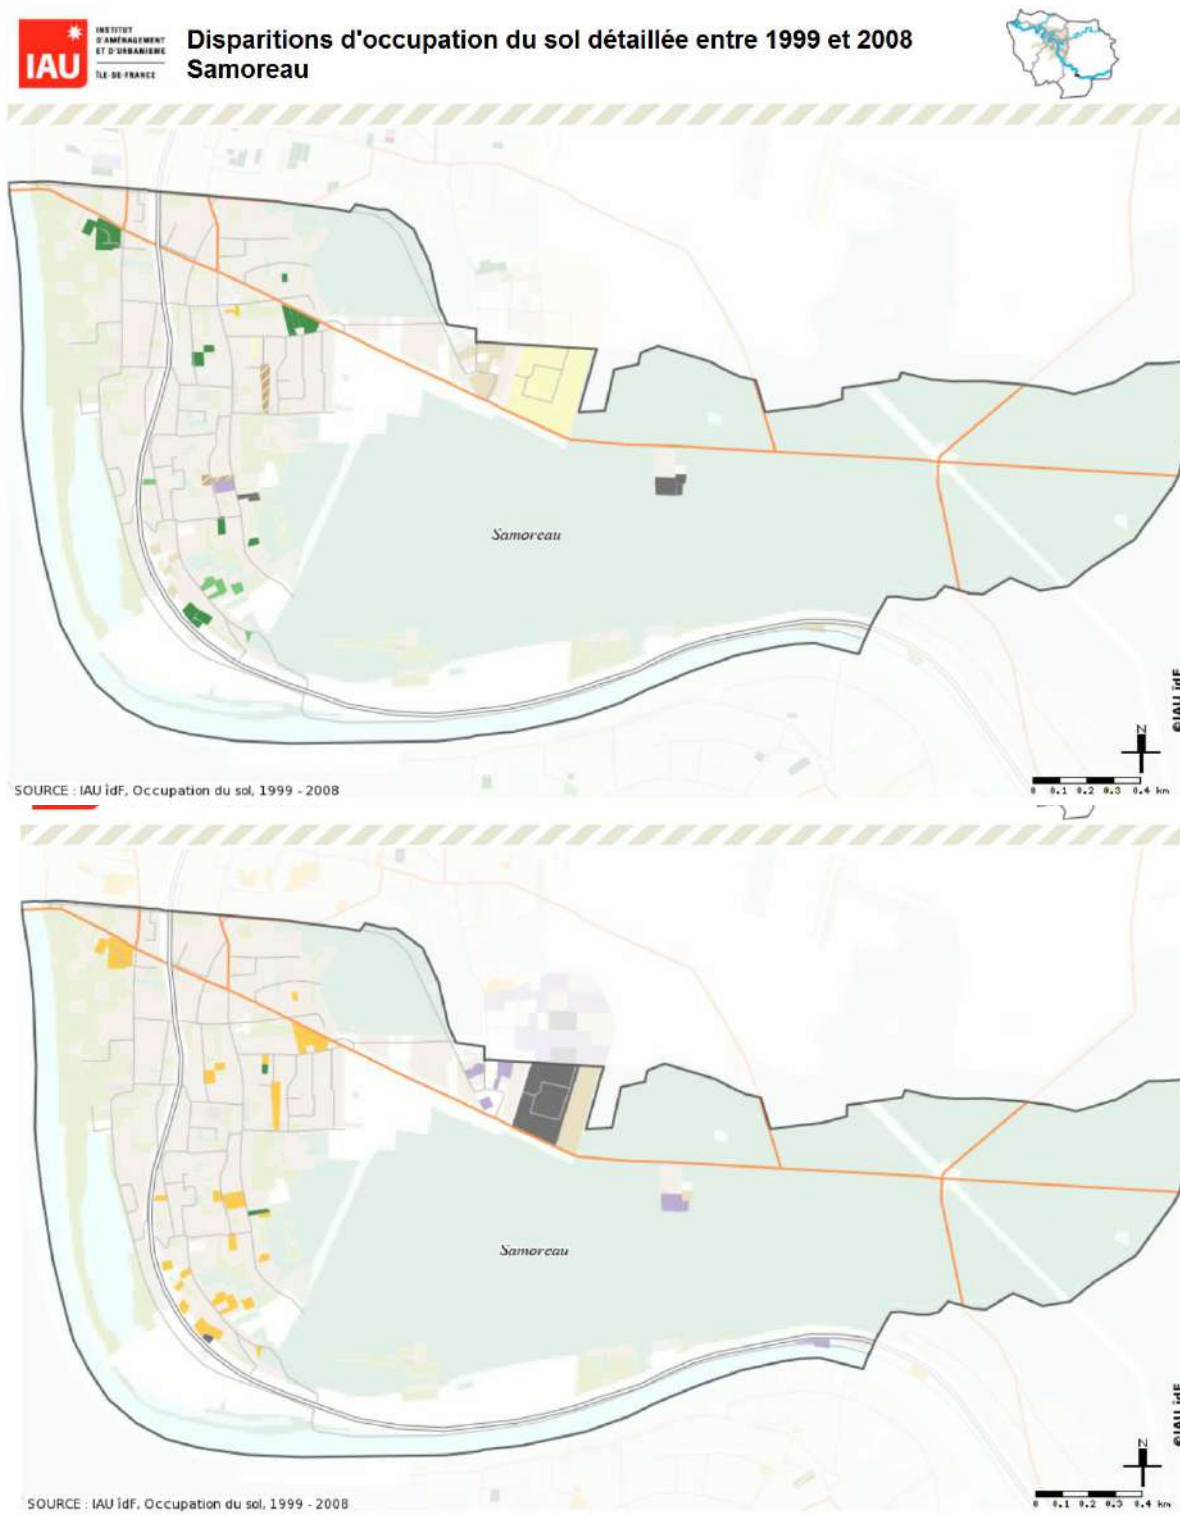 INSTITUT
D'AMÉNAGEMENT
ET D'URBANISME
IAU
ÎLE-DE-FRANCE
Disparitions d'occupation du sol détaillée entre 1999 et 2008
Samoreau
Samoreau
©IAU îdF
N
0 0.1 0.2 0.3 0.4 km
SOURCE : IAU îdF, Occupation du sol, 1999 - 2008
Samoreau
©IAU îdF
N
0 0.1 0.2 0.3 0.4 km
SOURCE : IAU îdF, Occupation du sol, 1999 - 2008